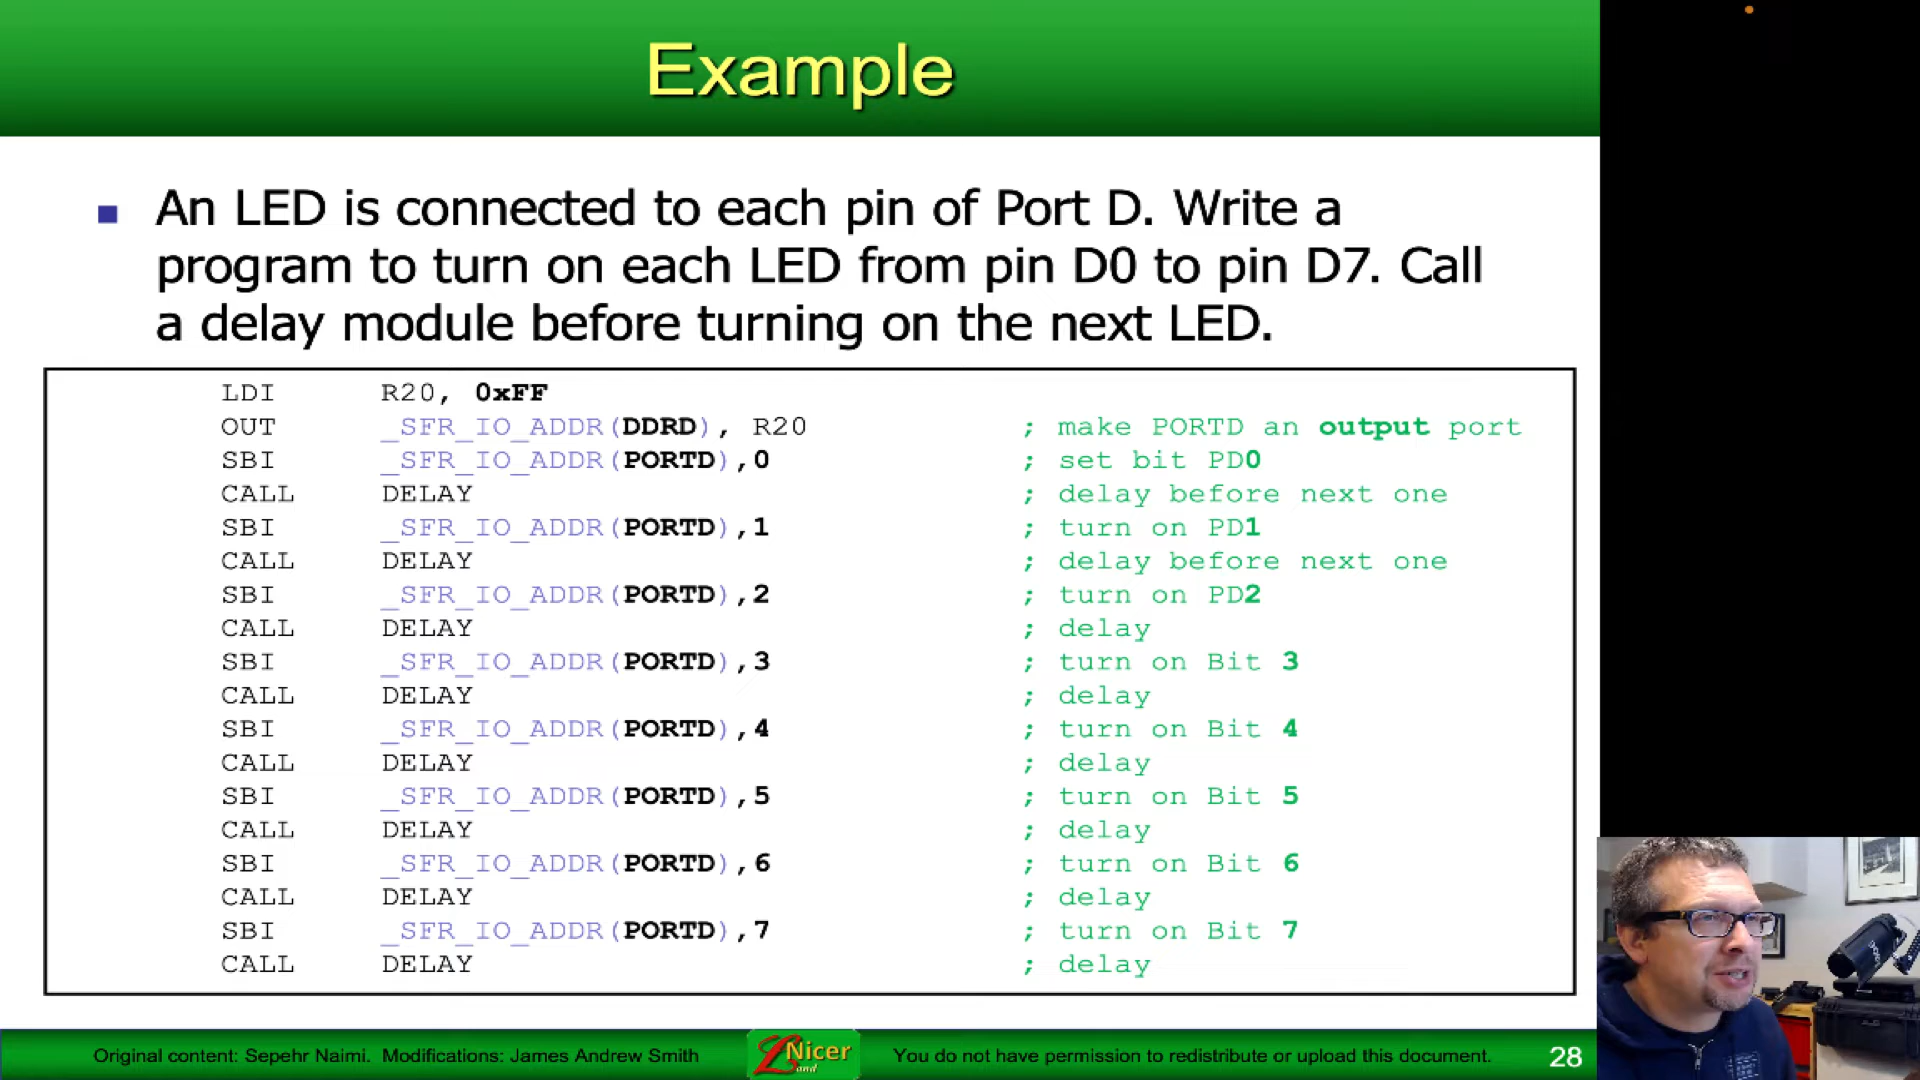 Example
An LED is connected to each pin of Port D. Write a
program to turn on each LED from pin D0 to pin D7. Call
a delay module before turning on the next LED.
LDI R20, 0xFF
OUT _SFR_IO_ADDR(DDRD), R20 ; make PORTD an output port
SBI _SFR_IO_ADDR(PORTD),0 ; set bit PD0
CALL DELAY ; delay before next one
SBI _SFR_IO_ADDR(PORTD),1 ; turn on PD1
CALL DELAY ; delay before next one
SBI _SFR_IO_ADDR(PORTD),2 ; turn on PD2
CALL DELAY ; delay
SBI _SFR_IO_ADDR(PORTD),3 ; turn on Bit 3
CALL DELAY ; delay
SBI _SFR_IO_ADDR(PORTD),4 ; turn on Bit 4
CALL DELAY ; delay
SBI _SFR_IO_ADDR(PORTD),5 ; turn on Bit 5
CALL DELAY ; delay
SBI _SFR_IO_ADDR(PORTD),6 ; turn on Bit 6
CALL DELAY ; delay
SBI _SFR_IO_ADDR(PORTD),7 ; turn on Bit 7
CALL DELAY ; delay
Original content: Sepehr Naimi. Modifications: James Andrew Smith
Nicer
Land
You do not have permission to redistribute or upload this document.
28